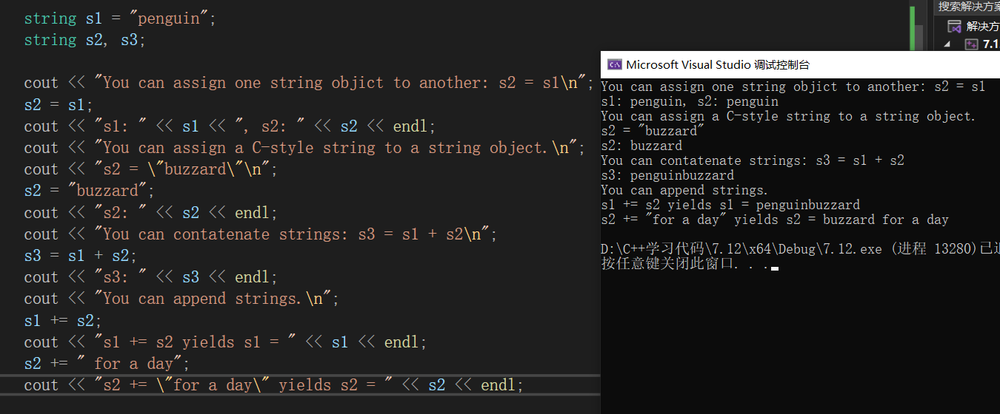 string s1 = "penguin";
string s2, s3;
cout << "You can assign one string objict to another: s2 = s1\n";
s2 = s1;
cout << "s1: " << s1 << ", s2: " << s2 << endl;
cout << "You can assign a C-style string to a string object.\n";
cout << "s2 = \"buzzard\"\n";
s2 = "buzzard";
cout << "s2: " << s2 << endl;
cout << "You can contatenate strings: s3 = s1 + s2\n";
s3 = s1 + s2;
cout << "s3: " << s3 << endl;
cout << "You can append strings.\n";
s1 += s2;
cout << "s1 += s2 yields s1 = " << s1 << endl;
s2 += " for a day";
cout << "s2 += \"for a day\" yields s2 = " << s2 << endl;
搜索解决方案
解决方
7.1
Microsoft Visual Studio 调试控制台
You can assign one string objict to another: s2 = s1
s1: penguin, s2: penguin
You can assign a C-style string to a string object.
s2 = "buzzard"
s2: buzzard
You can contatenate strings: s3 = s1 + s2
s3: penguinbuzzard
You can append strings.
s1 += s2 yields s1 = penguinbuzzard
s2 += "for a day" yields s2 = buzzard for a day
D:\C++学习代码\7.12\x64\Debug\7.12.exe (进程 13280)已
按任意键关闭此窗口. . .